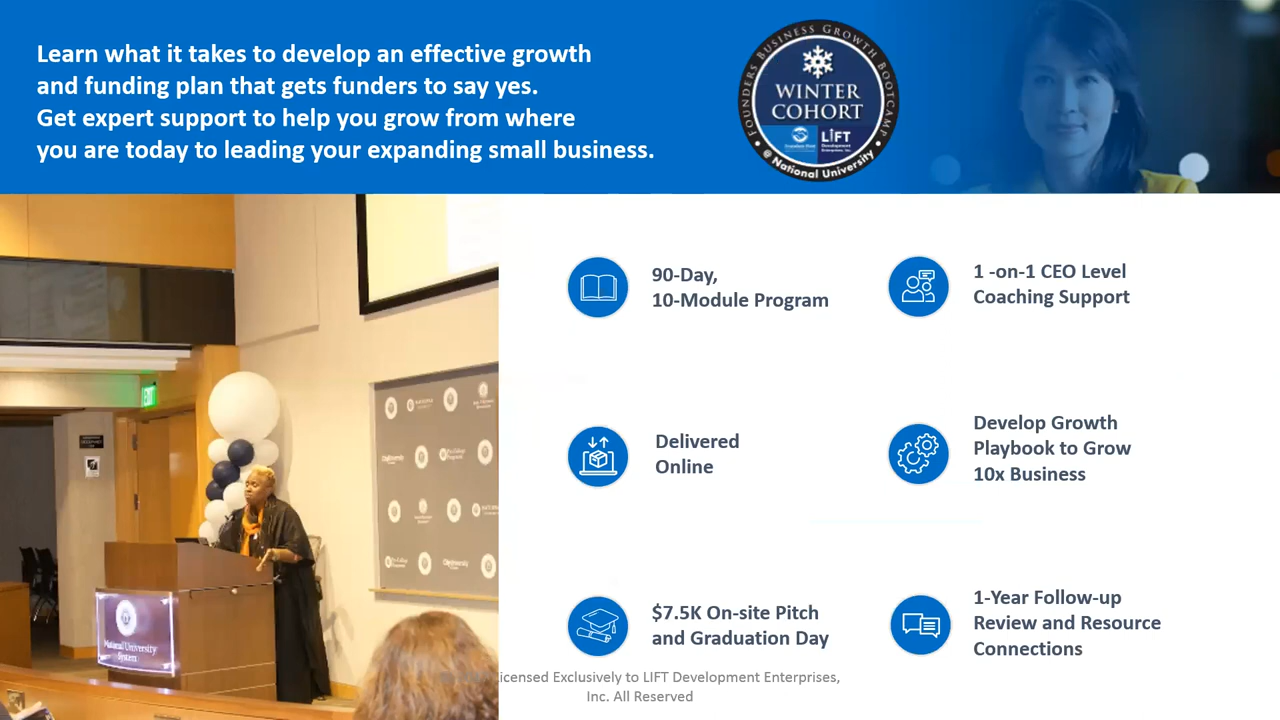 Learn what it takes to develop an effective growth
and funding plan that gets funders to say yes.
Get expert support to help you grow from where
you are today to leading your expanding small business.
FOUNDERS BUSINESS GROWTH BOOTCAMP
WINTER
COHORT
LIFT
Development
Enterprises, Inc.
@ National University
90-Day,
10-Module Program
1 -on-1 CEO Level
Coaching Support
Delivered
Online
Develop Growth
Playbook to Grow
10x Business
$7.5K On-site Pitch
and Graduation Day
1-Year Follow-up
Review and Resource
Connections
EXIT
National University
System
icensed Exclusively to LIFT Development Enterprises,
Inc. All Reserved